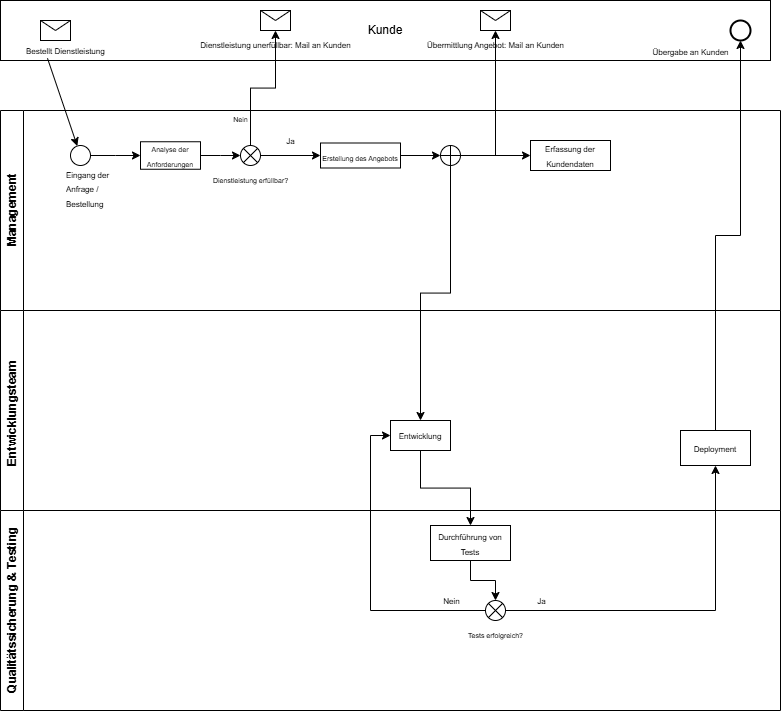 Kunde
Bestellt Dienstleistung
Dienstleistung unerfüllbar: Mail an Kunden
Übermittlung Angebot: Mail an Kunden
Übergabe an Kunden
Management
Nein
Ja
Analyse der
Anforderungen
Erstellung des Angebots
Erfassung der
Kundendaten
Eingang der
Anfrage /
Bestellung
Dienstleistung erfüllbar?
Entwicklungsteam
Entwicklung
Deployment
Qualitätssicherung & Testing
Durchführung von
Tests
Nein
Ja
Tests erfolgreich?